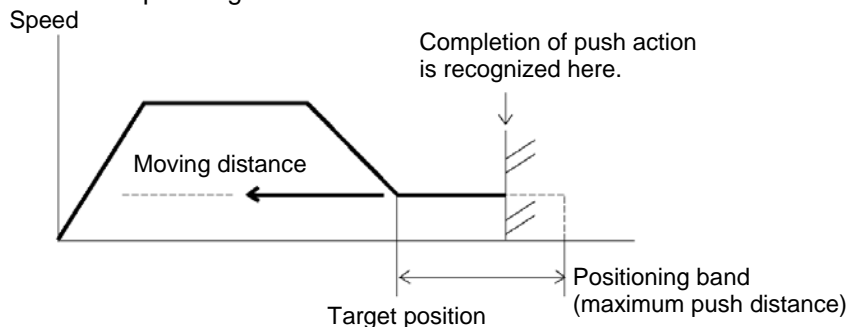 Speed
Completion of push action
is recognized here.
Moving distance
Positioning band
(maximum push distance)
Target position